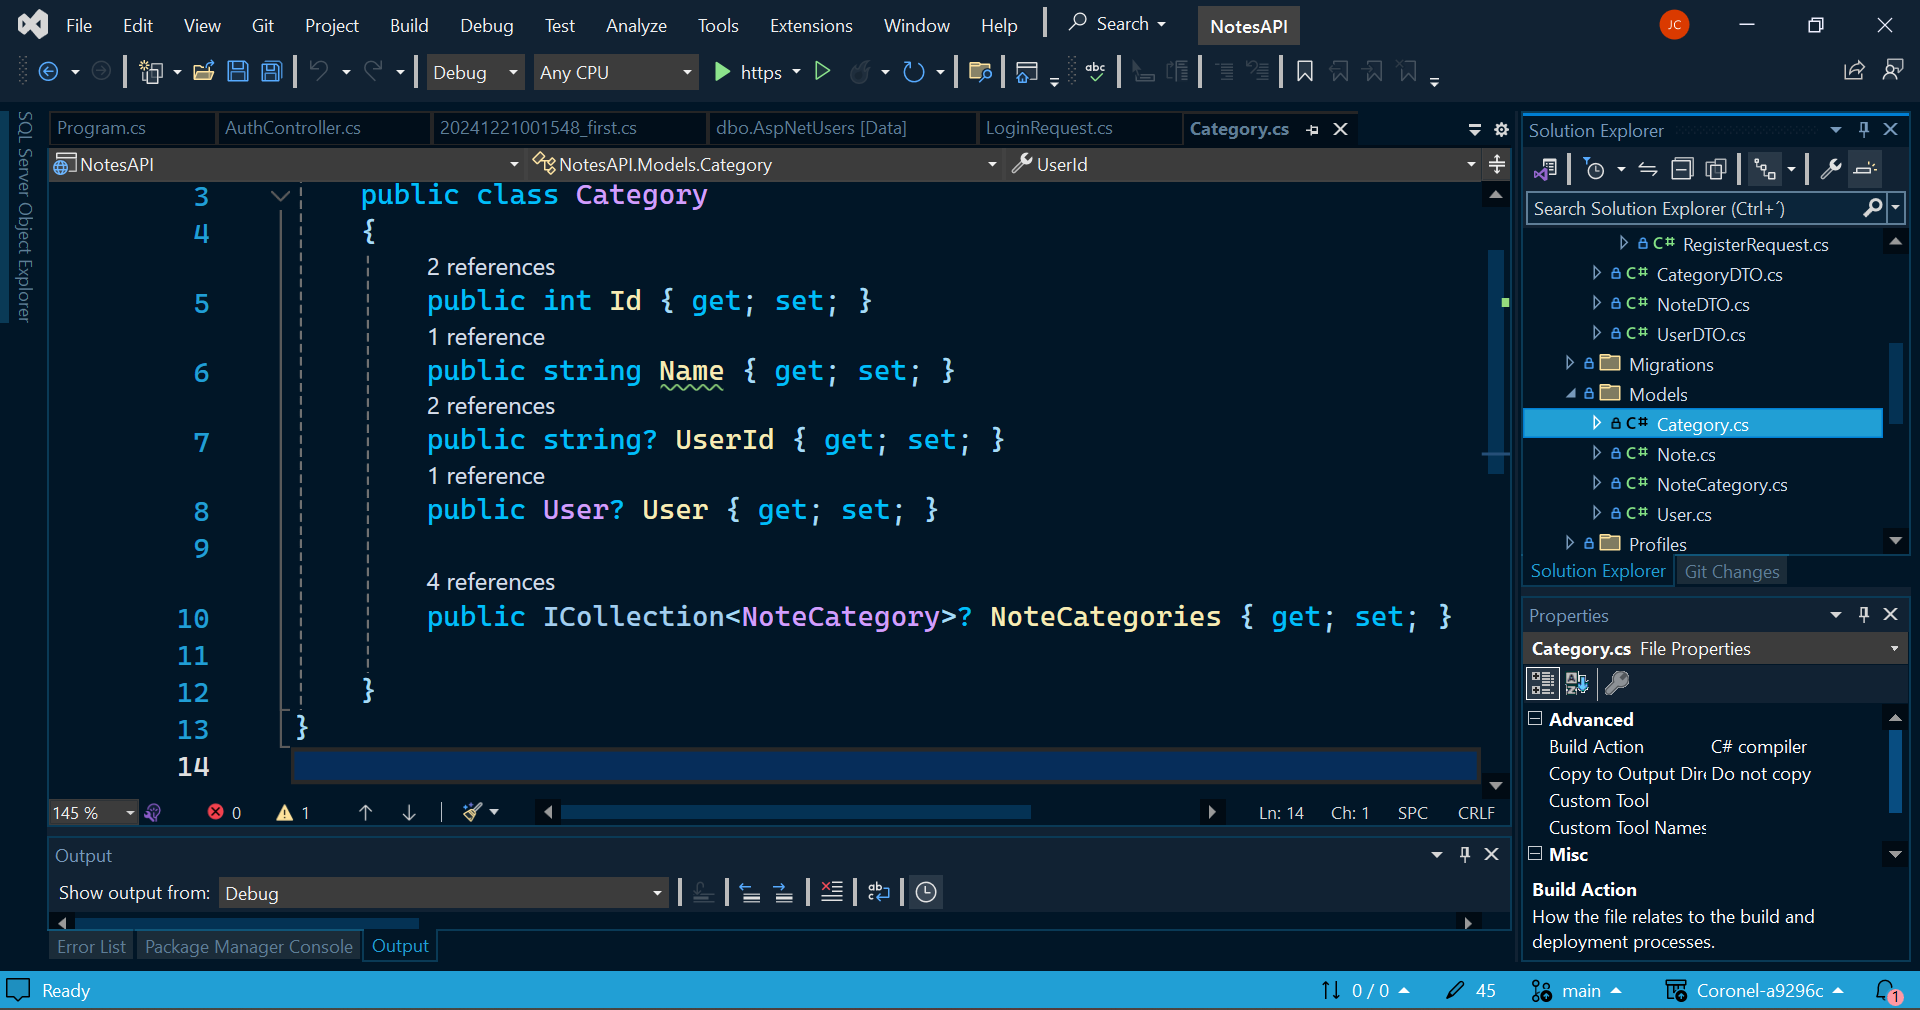 File Edit View Git Project Build Debug Test Analyze Tools Extensions Window Help Search NotesAPI JC
Debug Any CPU https
SQL Server Object Explorer
Program.cs AuthController.cs 20241221001548_first.cs dbo.AspNetUsers [Data] LoginRequest.cs Category.cs
NotesAPI NotesAPI.Models.Category UserId
3 public class Category
4 {
2 references
5 public int Id { get; set; }
1 reference
6 public string Name { get; set; }
2 references
7 public string? UserId { get; set; }
1 reference
8 public User? User { get; set; }
9
4 references
10 public ICollection<NoteCategory>? NoteCategories { get; set; }
11
12 }
13 }
14
145 % 0 1 Ln: 14 Ch: 1 SPC CRLF
Output
Show output from: Debug
Error List Package Manager Console Output
Solution Explorer
Search Solution Explorer (Ctrl+´)
C# RegisterRequest.cs
C# CategoryDTO.cs
C# NoteDTO.cs
C# UserDTO.cs
Migrations
Models
C# Category.cs
C# Note.cs
C# NoteCategory.cs
C# User.cs
Profiles
Solution Explorer Git Changes
Properties
Category.cs File Properties
Advanced
Build Action C# compiler
Copy to Output Dir Do not copy
Custom Tool
Custom Tool Names
Misc
Build Action
How the file relates to the build and
deployment processes.
Ready 0 / 0 45 main Coronel-a9296c 1